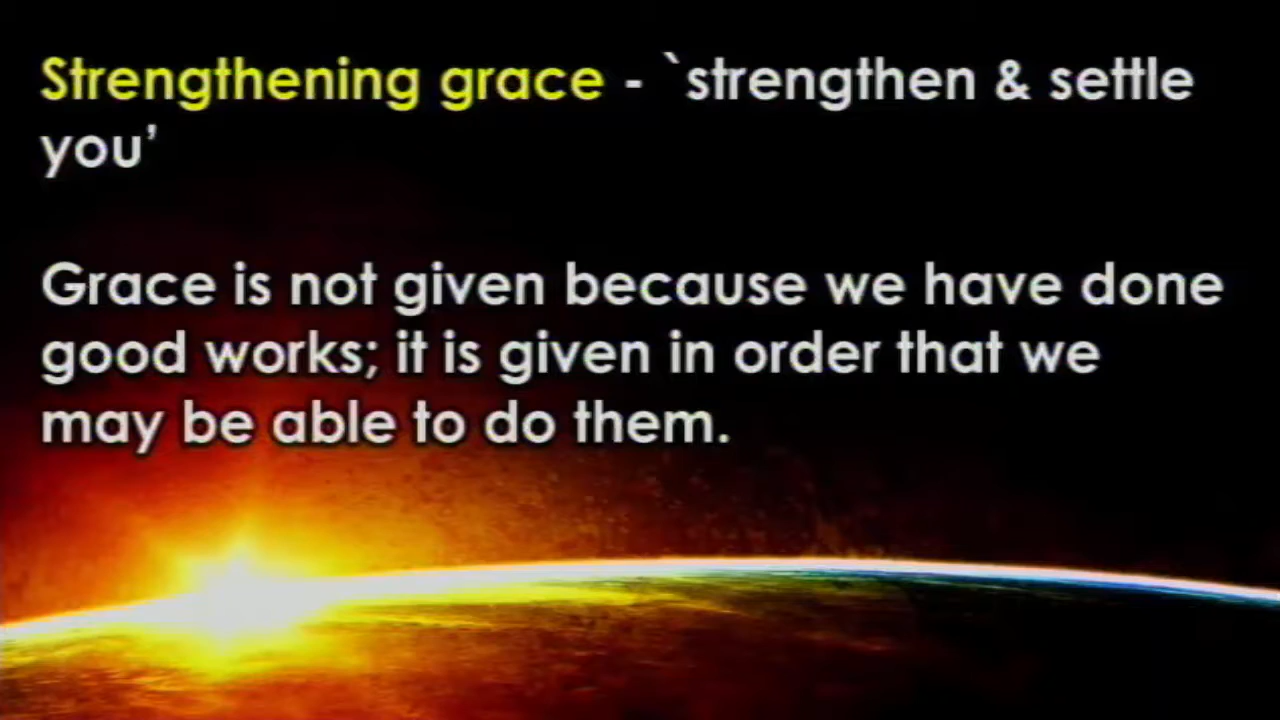 Strengthening grace - `strengthen & settle
you’
Grace is not given because we have done
good works; it is given in order that we
may be able to do them.